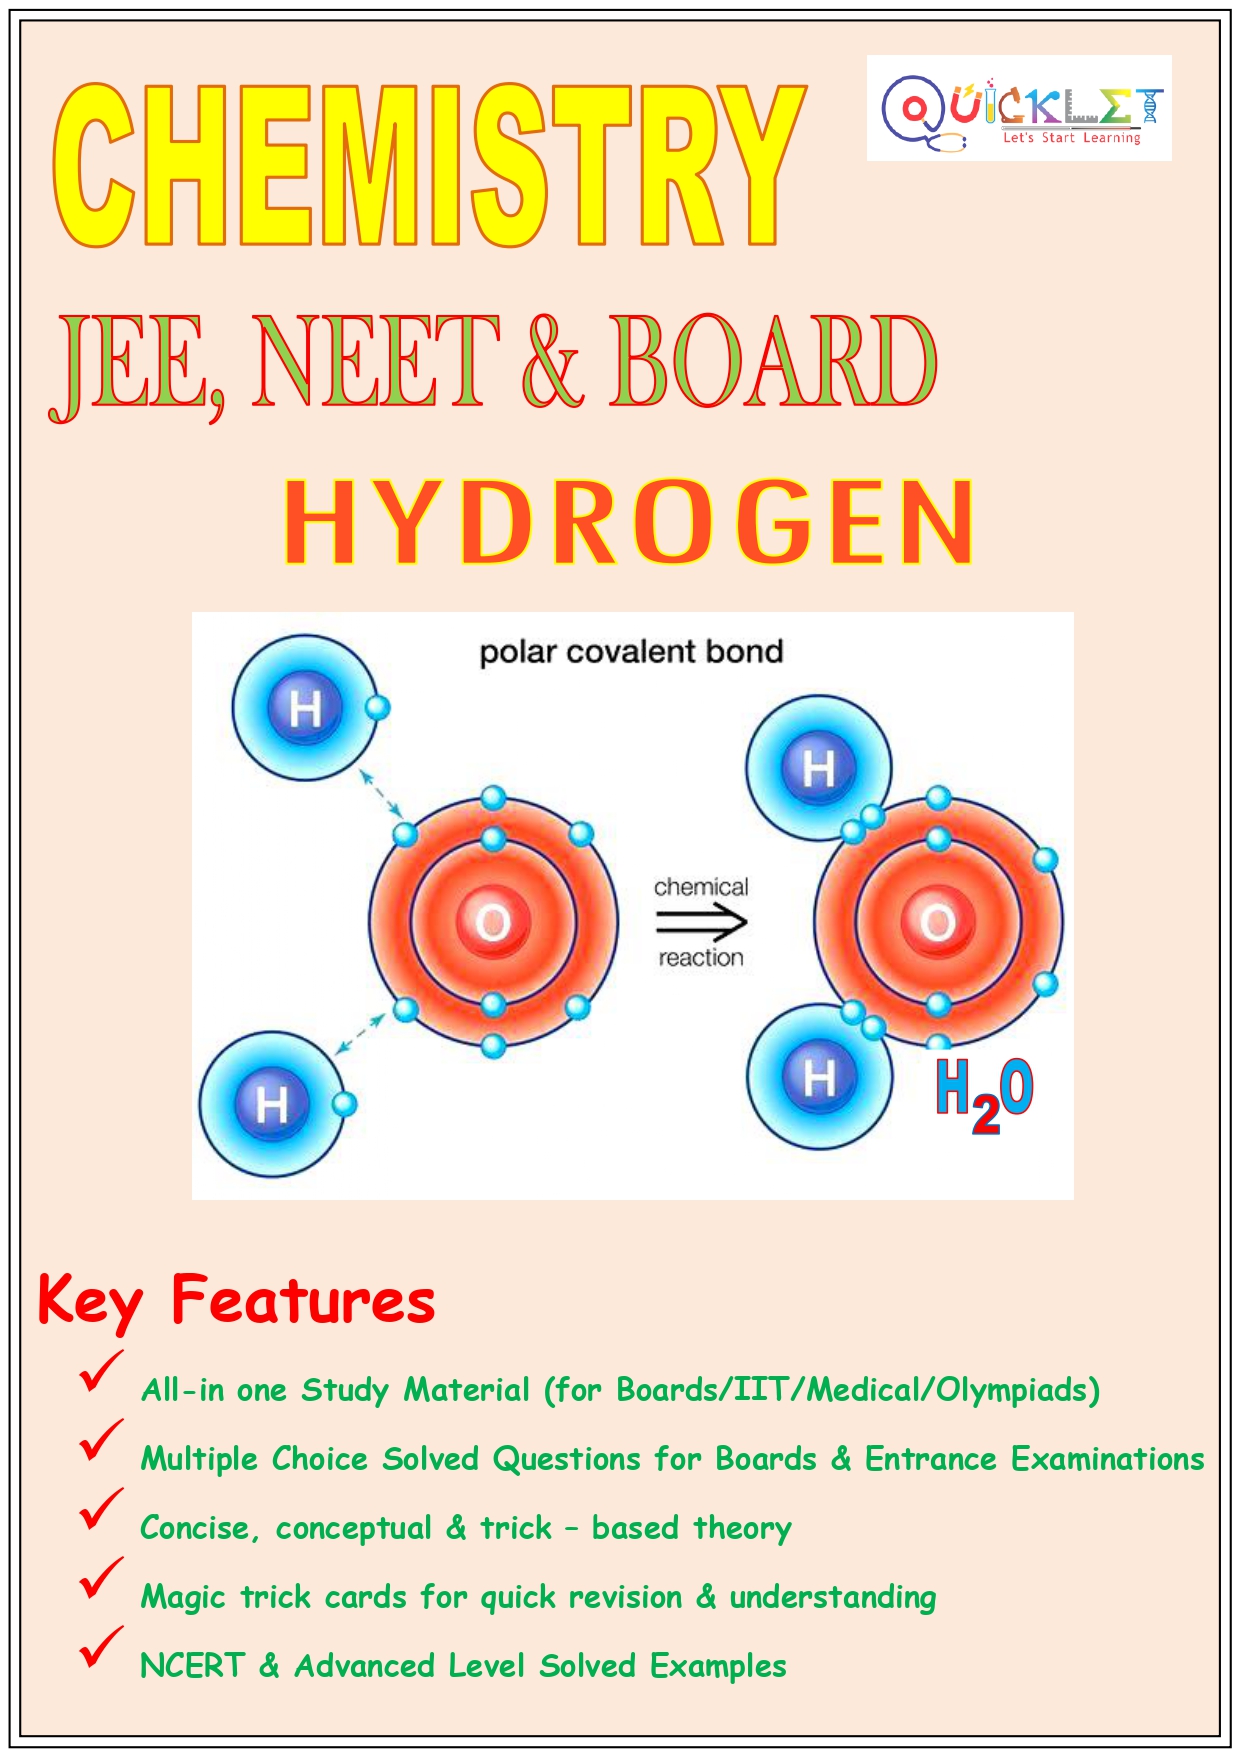 CHEMISTRY
QUICKLET
Let's Start Learning
JEE, NEET & BOARD
HYDROGEN
polar covalent bond
H
H
O
O
chemical
reaction
H
H
H2O
Key Features
✓ All-in one Study Material (for Boards/IIT/Medical/Olympiads)
✓ Multiple Choice Solved Questions for Boards & Entrance Examinations
✓ Concise, conceptual & trick – based theory
✓ Magic trick cards for quick revision & understanding
✓ NCERT & Advanced Level Solved Examples